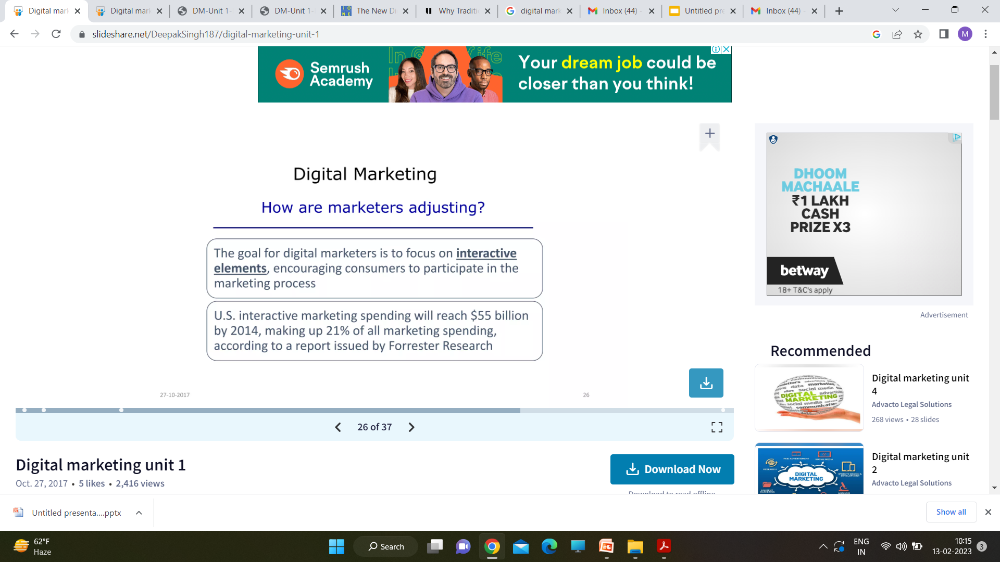 Digital mar
Digital mar
DM-Unit 1-
DM-Unit 1-
The New Di
Why Traditi
digital mark
Inbox (44) -
Untitled pre
Inbox (44) -
slideshare.net/DeepakSingh187/digital-marketing-unit-1
M
Semrush
Academy
Your dream job could be
closer than you think!
Digital Marketing
How are marketers adjusting?
The goal for digital marketers is to focus on interactive
elements, encouraging consumers to participate in the
marketing process
U.S. interactive marketing spending will reach $55 billion
by 2014, making up 21% of all marketing spending,
according to a report issued by Forrester Research
27-10-2017
26
26 of 37
DHOOM
MACHAALE
₹1 LAKH
CASH
PRIZE X3
betway
18+ T&C's apply
Advertisement
Recommended
DIGITAL
MARKETING
Digital marketing unit
4
Advacto Legal Solutions
268 views • 28 slides
DIGITAL
MARKETING
Digital marketing unit
2
Advacto Legal Solutions
Digital marketing unit 1
Oct. 27, 2017 • 5 likes • 2,416 views
Download Now
Download to read offline
Untitled presenta....pptx
Show all
62°F
Haze
Search
ENG
IN
10:15
13-02-2023
3